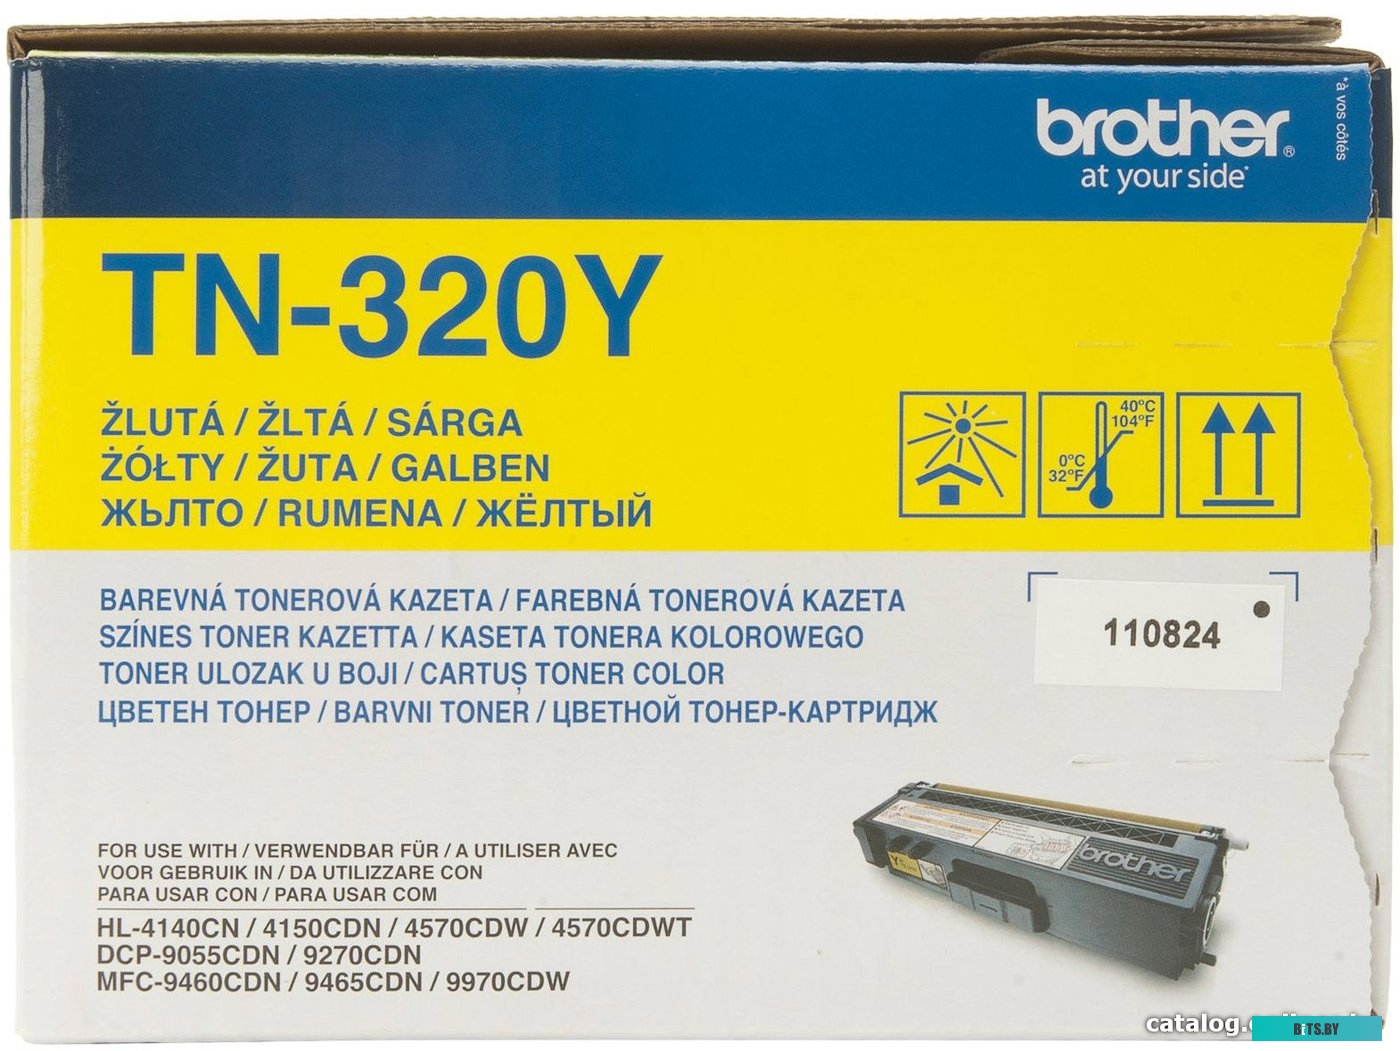 brother®
at your side*
*à vos côtés
TN-320Y
ŽLUTÁ / ŽLTÁ / SÁRGA
ŻÓŁTY / ŽUTA / GALBEN
ЖЪЛТО / RUMENA / ЖЁЛТЫЙ
40°C
104°F
0°C
32°F
BAREVNÁ TONEROVÁ KAZETA / FAREBNÁ TONEROVÁ KAZETA
SZÍNES TONER KAZETTA / KASETA TONERA KOLOROWEGO
TONER ULOZAK U BOJI / CARTUȘ TONER COLOR
ЦВЕТЕН ТОНЕР / BARVNI TONER / ЦВЕТНОЙ ТОНЕР-КАРТРИДЖ
110824
FOR USE WITH / VERWENDBAR FÜR / A UTILISER AVEC
VOOR GEBRUIK IN / DA UTILIZZARE CON
PARA USAR CON / PARA USAR COM
HL-4140CN / 4150CDN / 4570CDW / 4570CDWT
DCP-9055CDN / 9270CDN
MFC-9460CDN / 9465CDN / 9970CDW
brother
Y
catalog.
BITS.BY